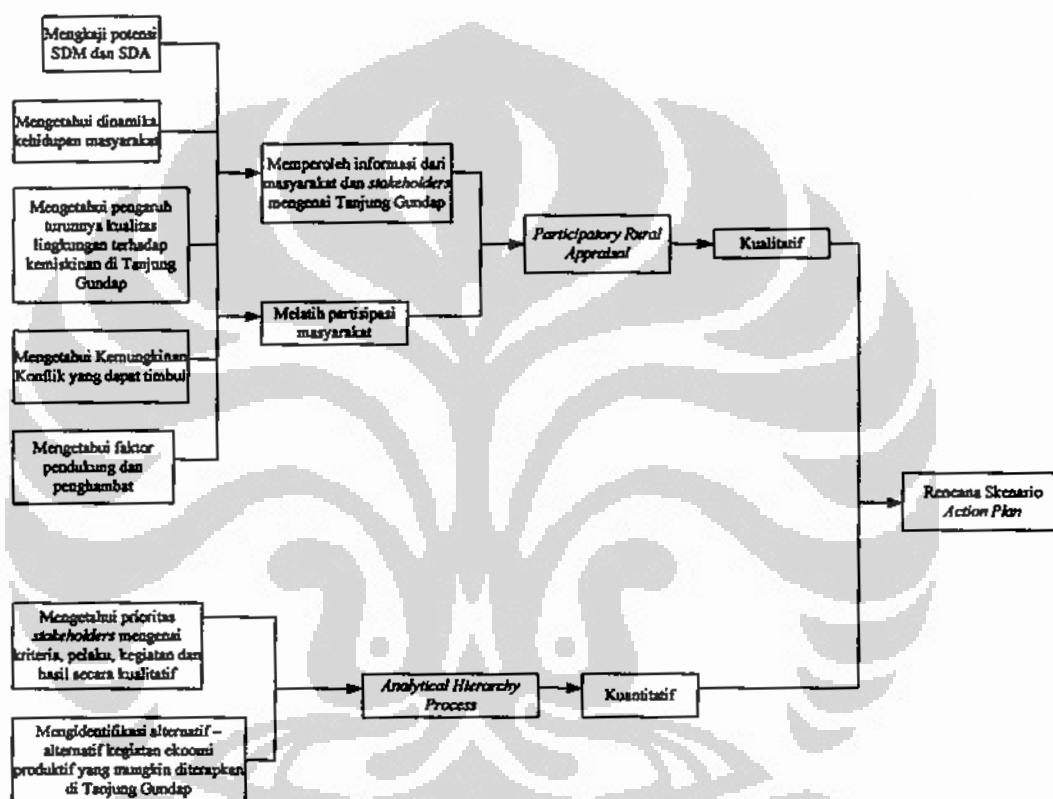 Mengkaji potensi
SDM dan SDA
Mengetahui dinamika
kehidupan masyarakat
Mengetahui pengaruh
turunnya kualitas
lingkungan terhadap
kemiskinan di Tanjung
Gundap
Mengetahui Kemungkinan
Konflik yang dapat timbul
Mengetahui faktor
pendukung dan
penghambat
Memperoleh informasi dari
masyarakat dan stakeholders
mengenai Tanjung Gundap
Melatih partisipasi
masyarakat
Participatory Rural
Appraisal
Kualitatif
Rencana Skenario
Action Plan
Mengetahui prioritas
stakeholders mengenai
kriteria, pelaku, kegiatan dan
hasil secara kualitatif
Mengidentifikasi alternatif –
alternatif kegiatan ekoomi
produktif yang mungkin diterapkan
di Tanjung Gundap
Analytical Hierarchy
Process
Kuantitatif